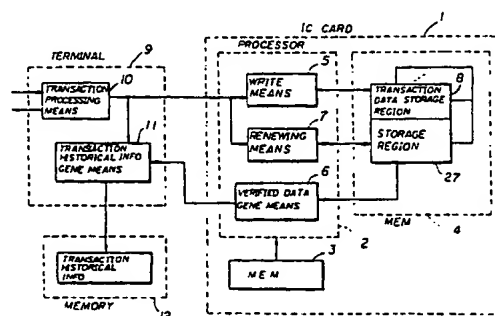 IC CARD
1
TERMINAL
9
PROCESSOR
10
5
TRANSACTION
PROCESSING
MEANS
WRITE
MEANS
8
TRANSACTION
DATA STORAGE
REGION
7
11
RENEWING
MEANS
STORAGE
REGION
TRANSACTION
HISTORICAL INFO
GENE MEANS
6
VERIFIED DATA
GENE MEANS
27
MEM
4
3
2
MEM
TRANSACTION
HISTORICAL
INFO
MEMORY
12